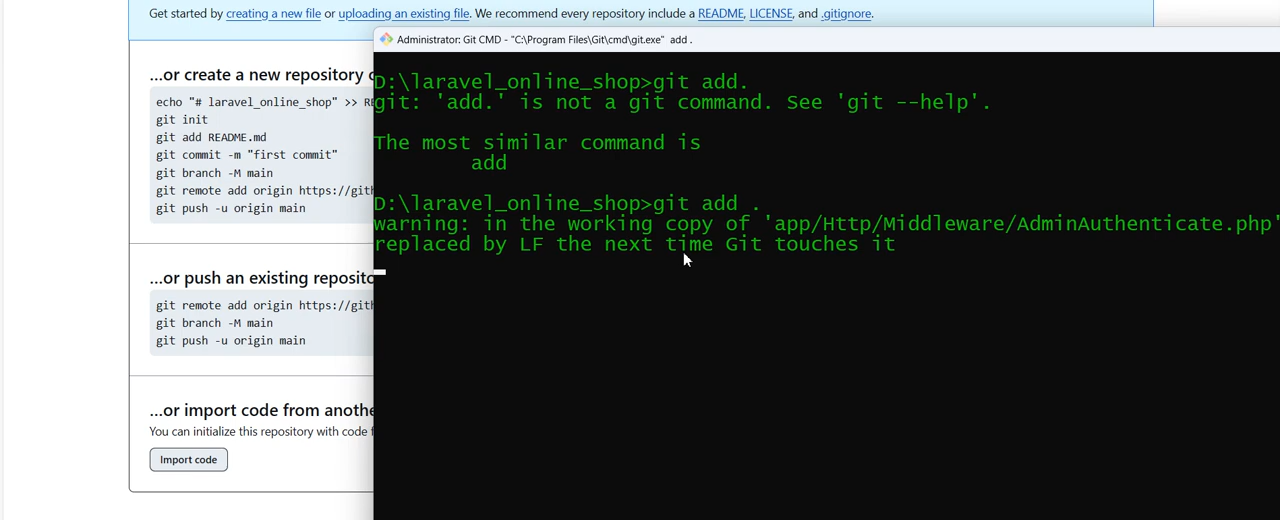 Get started by creating a new file or uploading an existing file. We recommend every repository include a README, LICENSE, and .gitignore.
…or create a new repository
echo "# laravel_online_shop" >>
git init
git add README.md
git commit -m "first commit"
git branch -M main
git remote add origin
git push -u origin main
…or push an existing
git remote add origin
git branch -M main
git push -u origin main
…or import code from
You can initialize this repository with code
Import code
Administrator: Git CMD - "C:\Program Files\Git\cmd\git.exe" add .
D:\laravel_online_shop>git add.
git: 'add.' is not a git command. See 'git --help'.
The most similar command is
add
D:\laravel_online_shop>git add .
warning: in the working copy of 'app/Http/Middleware/AdminAuthenticate.php'
replaced by LF the next time Git touches it